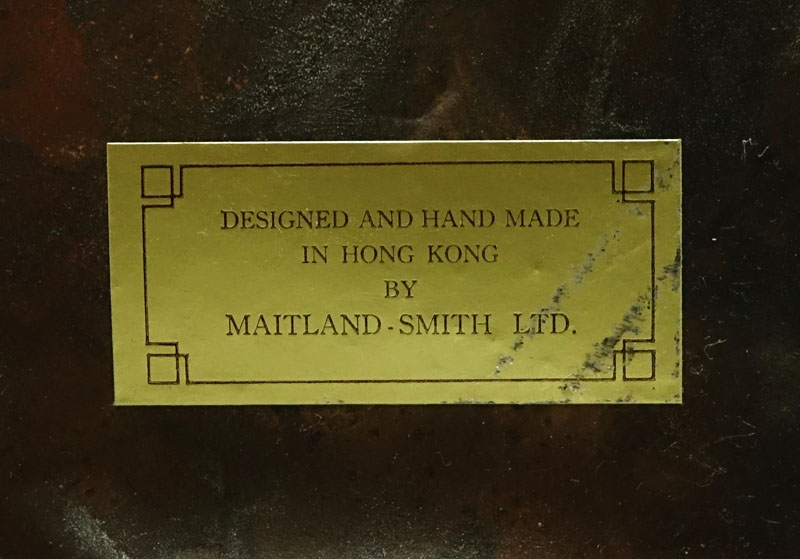 DESIGNED AND HAND MADE
IN HONG KONG
BY
MAITLAND-SMITH LTD.